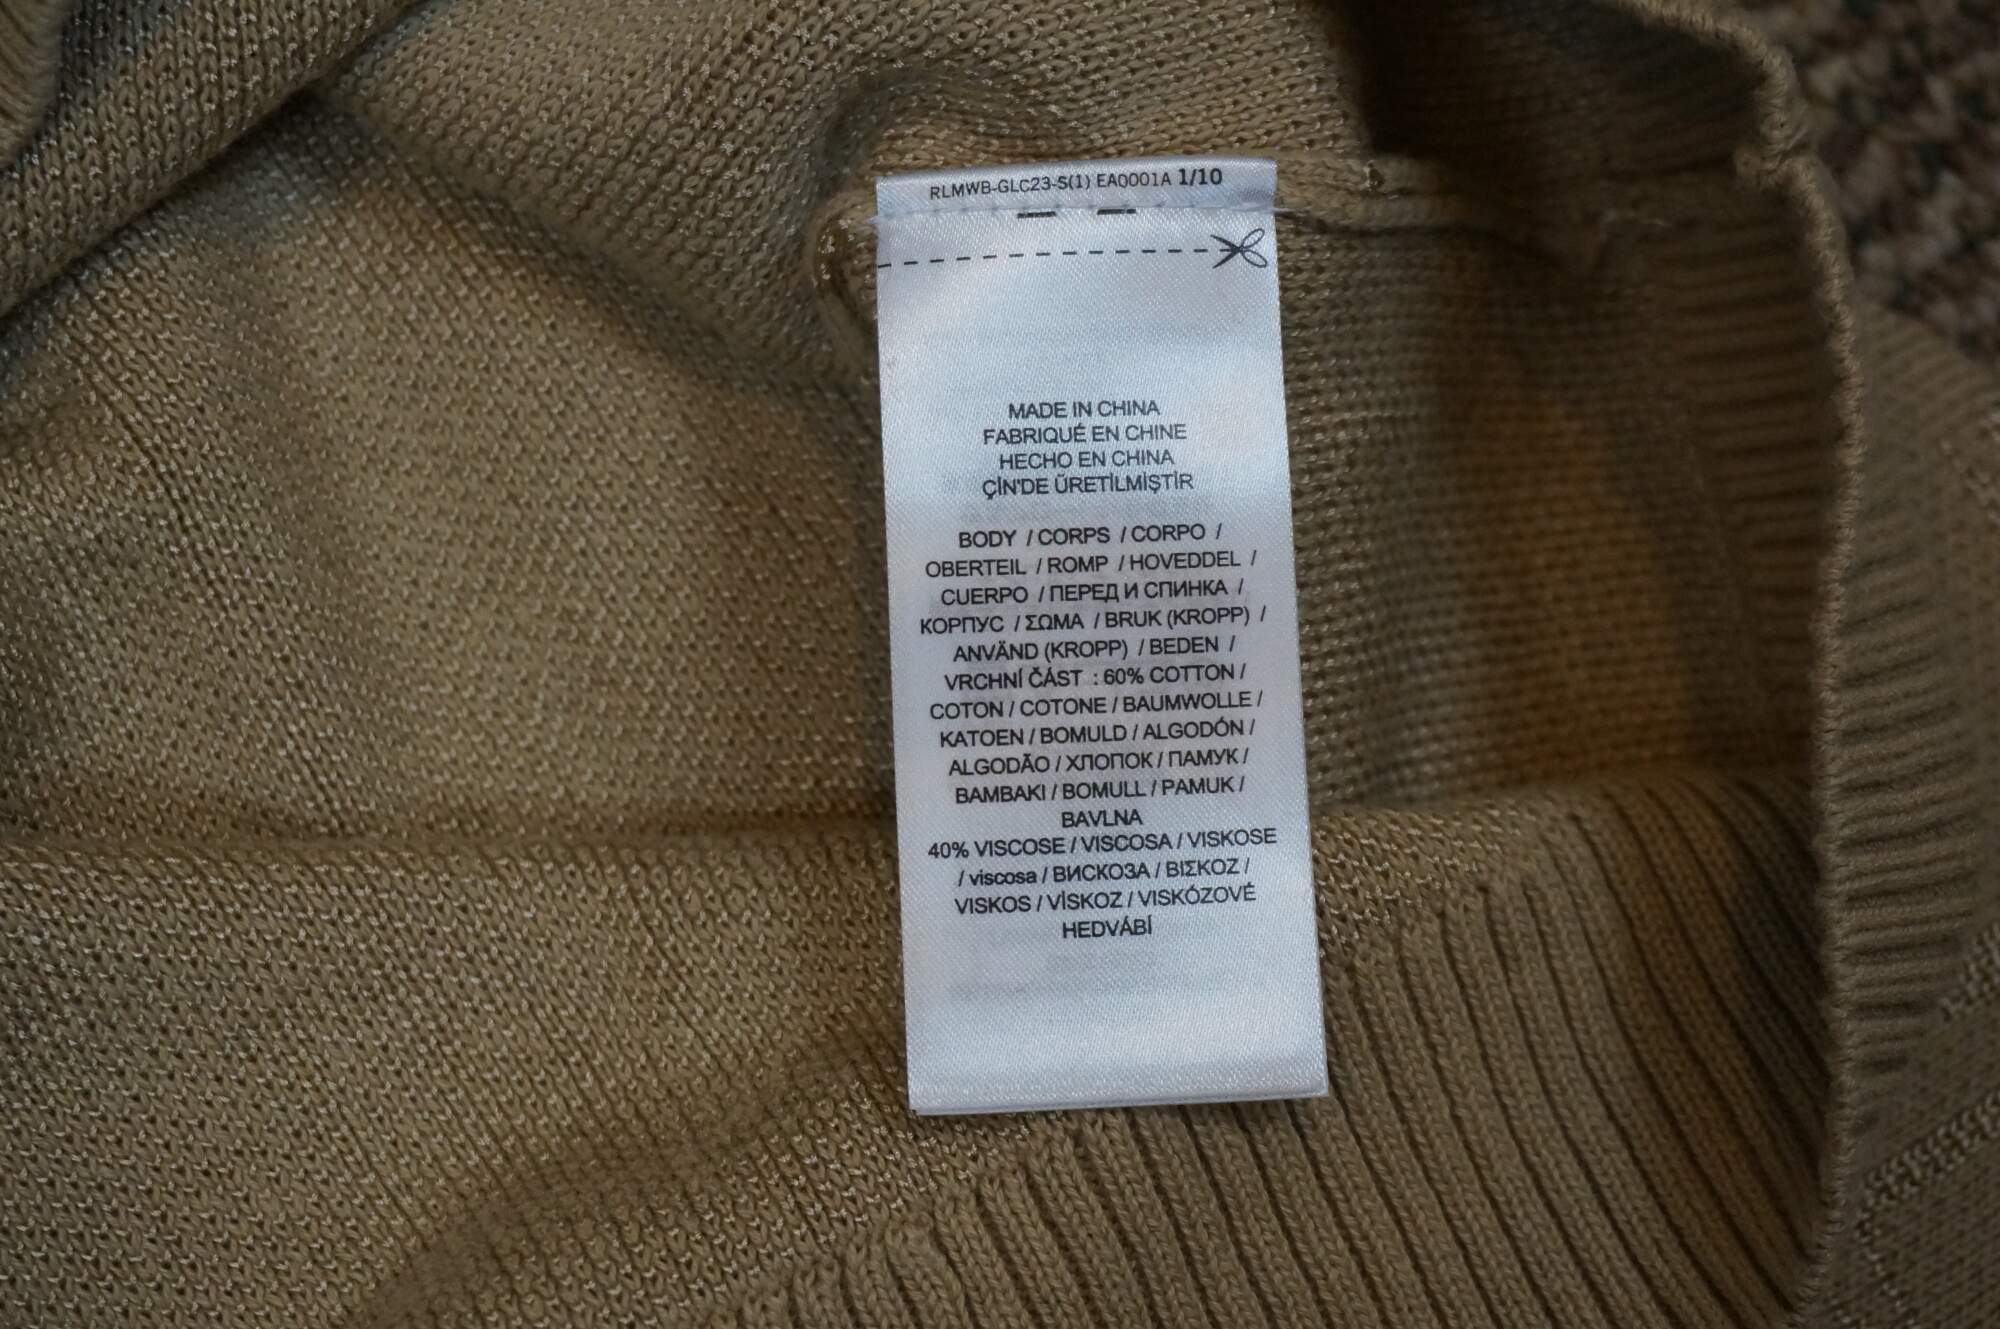 RLMWB-GLC23-S(1) EA0001A 1/10
MADE IN CHINA
FABRIQUÉ EN CHINE
HECHO EN CHINA
ÇİN'DE ÜRETİLMİŞTİR
BODY / CORPS / CORPO /
OBERTEIL / ROMP / HOVEDDEL /
CUERPO / ПЕРЕД И СПИНКА /
КОРПУС / ΣΩΜΑ / BRUK (KROPP) /
ANVÄND (KROPP) / BEDEN /
VRCHNÍ ČÁST : 60% COTTON /
COTON / COTONE / BAUMWOLLE /
KATOEN / BOMULD / ALGODÓN /
ALGODÃO / ХЛОПОК / ПАМУК /
BAMBAKI / BOMULL / PAMUK /
BAVLNA
40% VISCOSE / VISCOSA / VISKOSE
/ viscosa / ВИСКОЗА / ΒΙΣΚΟΖ /
VISKOS / VİSKOZ / VISKÓZOVÉ
HEDVÁBÍ